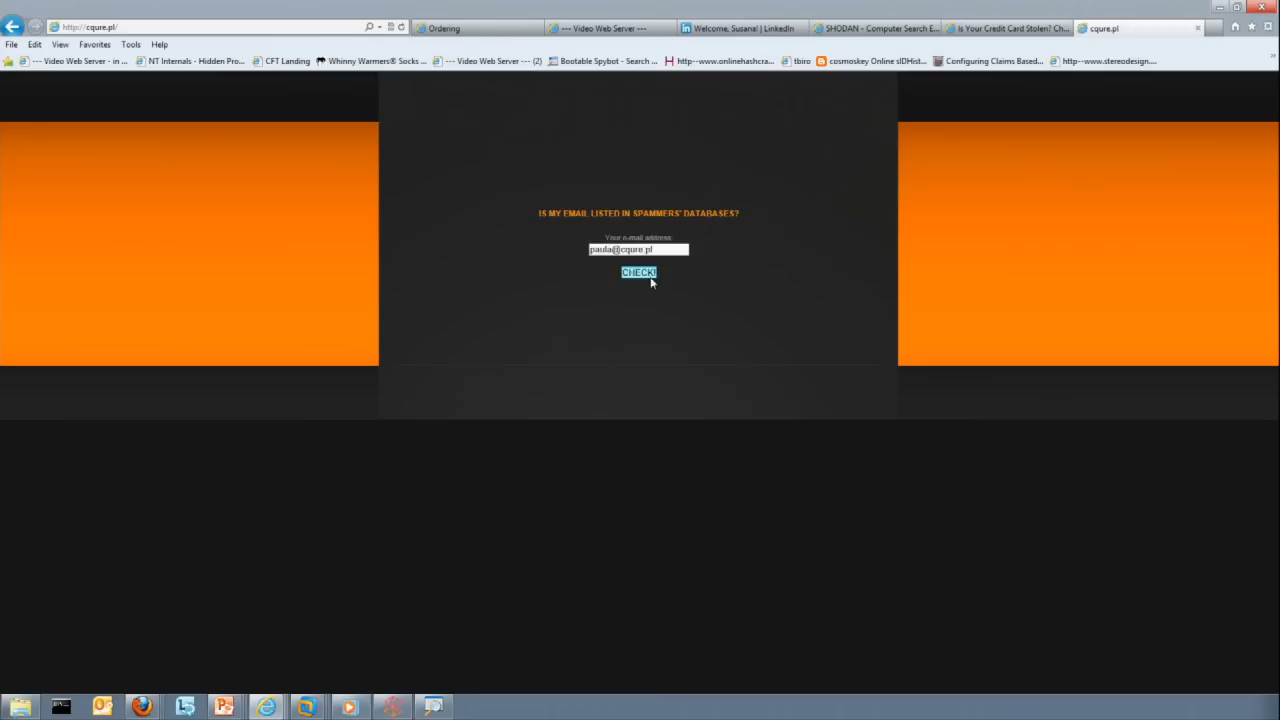 http://cqure.pl/
Ordering
--- Video Web Server ---
Welcome, Susana! | LinkedIn
SHODAN - Computer Search E...
Is Your Credit Card Stolen? Ch...
cqure.pl
File Edit View Favorites Tools Help
--- Video Web Server - in ...
NT Internals - Hidden Pro...
CFT Landing
Whinny Warmers® Socks ...
--- Video Web Server --- (2)
Bootable Spybot - Search ...
http--www.onlinehashcra...
tbiro
cosmoskey Online sIDHist...
Configuring Claims Based...
http--www.stereodesign....
IS MY EMAIL LISTED IN SPAMMERS' DATABASES?
Your e-mail address:
paula@cqure.pl
CHECK!